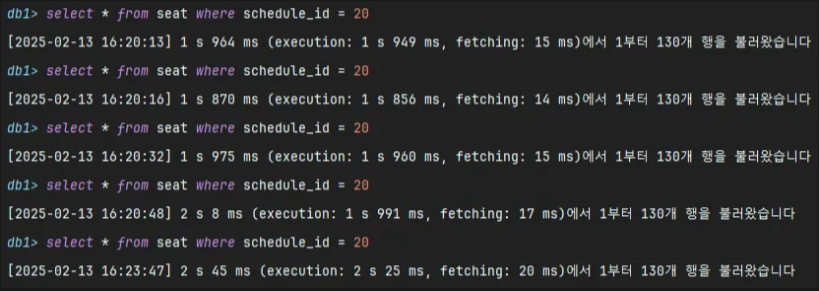 db1> select * from seat where schedule_id = 20
[2025-02-13 16:20:13] 1 s 964 ms (execution: 1 s 949 ms, fetching: 15 ms)에서 1부터 130개 행을 불러왔습니다
db1> select * from seat where schedule_id = 20
[2025-02-13 16:20:16] 1 s 870 ms (execution: 1 s 856 ms, fetching: 14 ms)에서 1부터 130개 행을 불러왔습니다
db1> select * from seat where schedule_id = 20
[2025-02-13 16:20:32] 1 s 975 ms (execution: 1 s 960 ms, fetching: 15 ms)에서 1부터 130개 행을 불러왔습니다
db1> select * from seat where schedule_id = 20
[2025-02-13 16:20:48] 2 s 8 ms (execution: 1 s 991 ms, fetching: 17 ms)에서 1부터 130개 행을 불러왔습니다
db1> select * from seat where schedule_id = 20
[2025-02-13 16:23:47] 2 s 45 ms (execution: 2 s 25 ms, fetching: 20 ms)에서 1부터 130개 행을 불러왔습니다